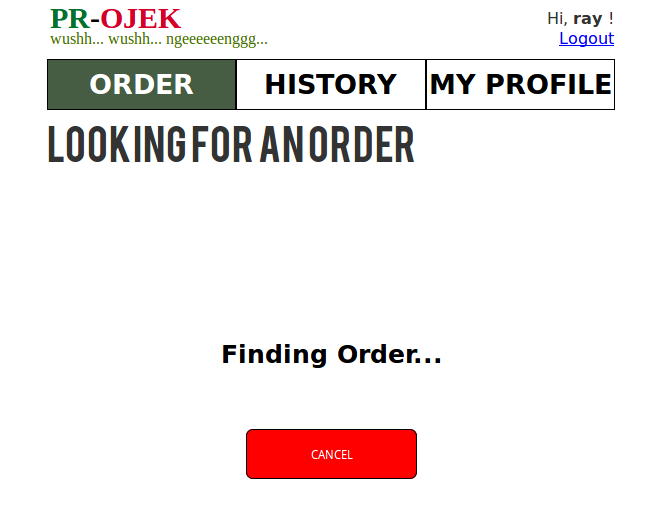 PR-OJEK
wushh... wushh... ngeeeeeenggg...
Hi, ray !
Logout
ORDER HISTORY MY PROFILE
LOOKING FOR AN ORDER
Finding Order...
CANCEL